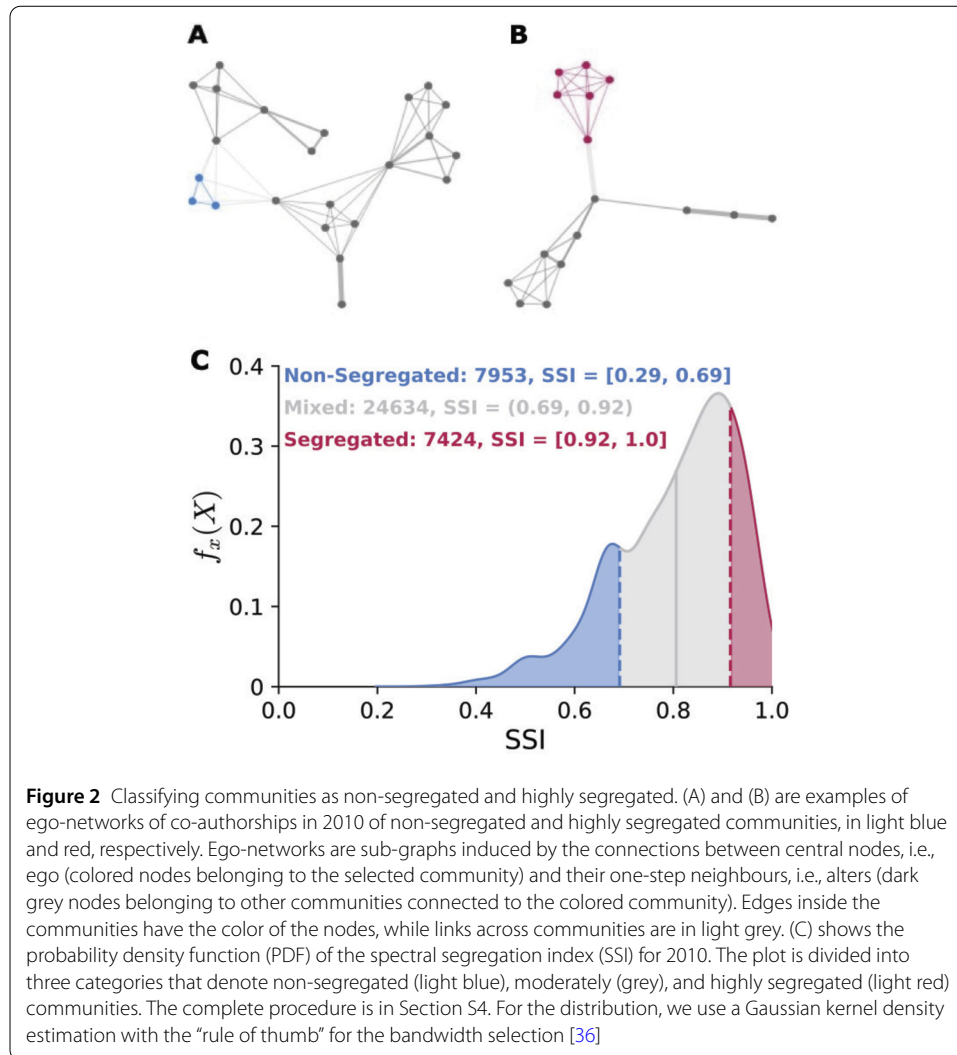 A
B
C
0.4
Non-Segregated: 7953, SSI = [0.29, 0.69]
Mixed: 24634, SSI = (0.69, 0.92)
Segregated: 7424, SSI = [0.92, 1.0]
0.3
0.2
0.1
0
f_x(X)
0.0 0.2 0.4 0.6 0.8 1.0
SSI
Figure 2 Classifying communities as non-segregated and highly segregated. (A) and (B) are examples of
ego-networks of co-authorships in 2010 of non-segregated and highly segregated communities, in light blue
and red, respectively. Ego-networks are sub-graphs induced by the connections between central nodes, i.e.,
ego (colored nodes belonging to the selected community) and their one-step neighbours, i.e., alters (dark
grey nodes belonging to other communities connected to the colored community). Edges inside the
communities have the color of the nodes, while links across communities are in light grey. (C) shows the
probability density function (PDF) of the spectral segregation index (SSI) for 2010. The plot is divided into
three categories that denote non-segregated (light blue), moderately (grey), and highly segregated (light red)
communities. The complete procedure is in Section S4. For the distribution, we use a Gaussian kernel density
estimation with the “rule of thumb” for the bandwidth selection [36]